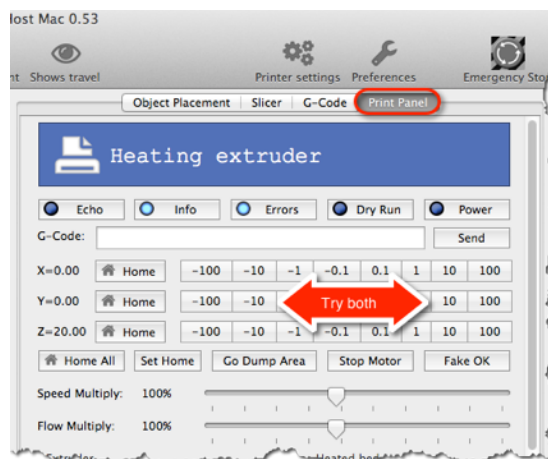 Host Mac 0.53
Shows travel Printer settings Preferences Emergency Stop
Object Placement Slicer G-Code Print Panel
Heating extruder
Echo Info Errors Dry Run Power
G-Code: Send
X=0.00 Home -100 -10 -1 -0.1 0.1 1 10 100
Y=0.00 Home -100 -10 Try both 10 100
Z=20.00 Home -100 -10 -1 -0.1 0.1 1 10 100
Home All Set Home Go Dump Area Stop Motor Fake OK
Speed Multiply: 100%
Flow Multiply: 100%